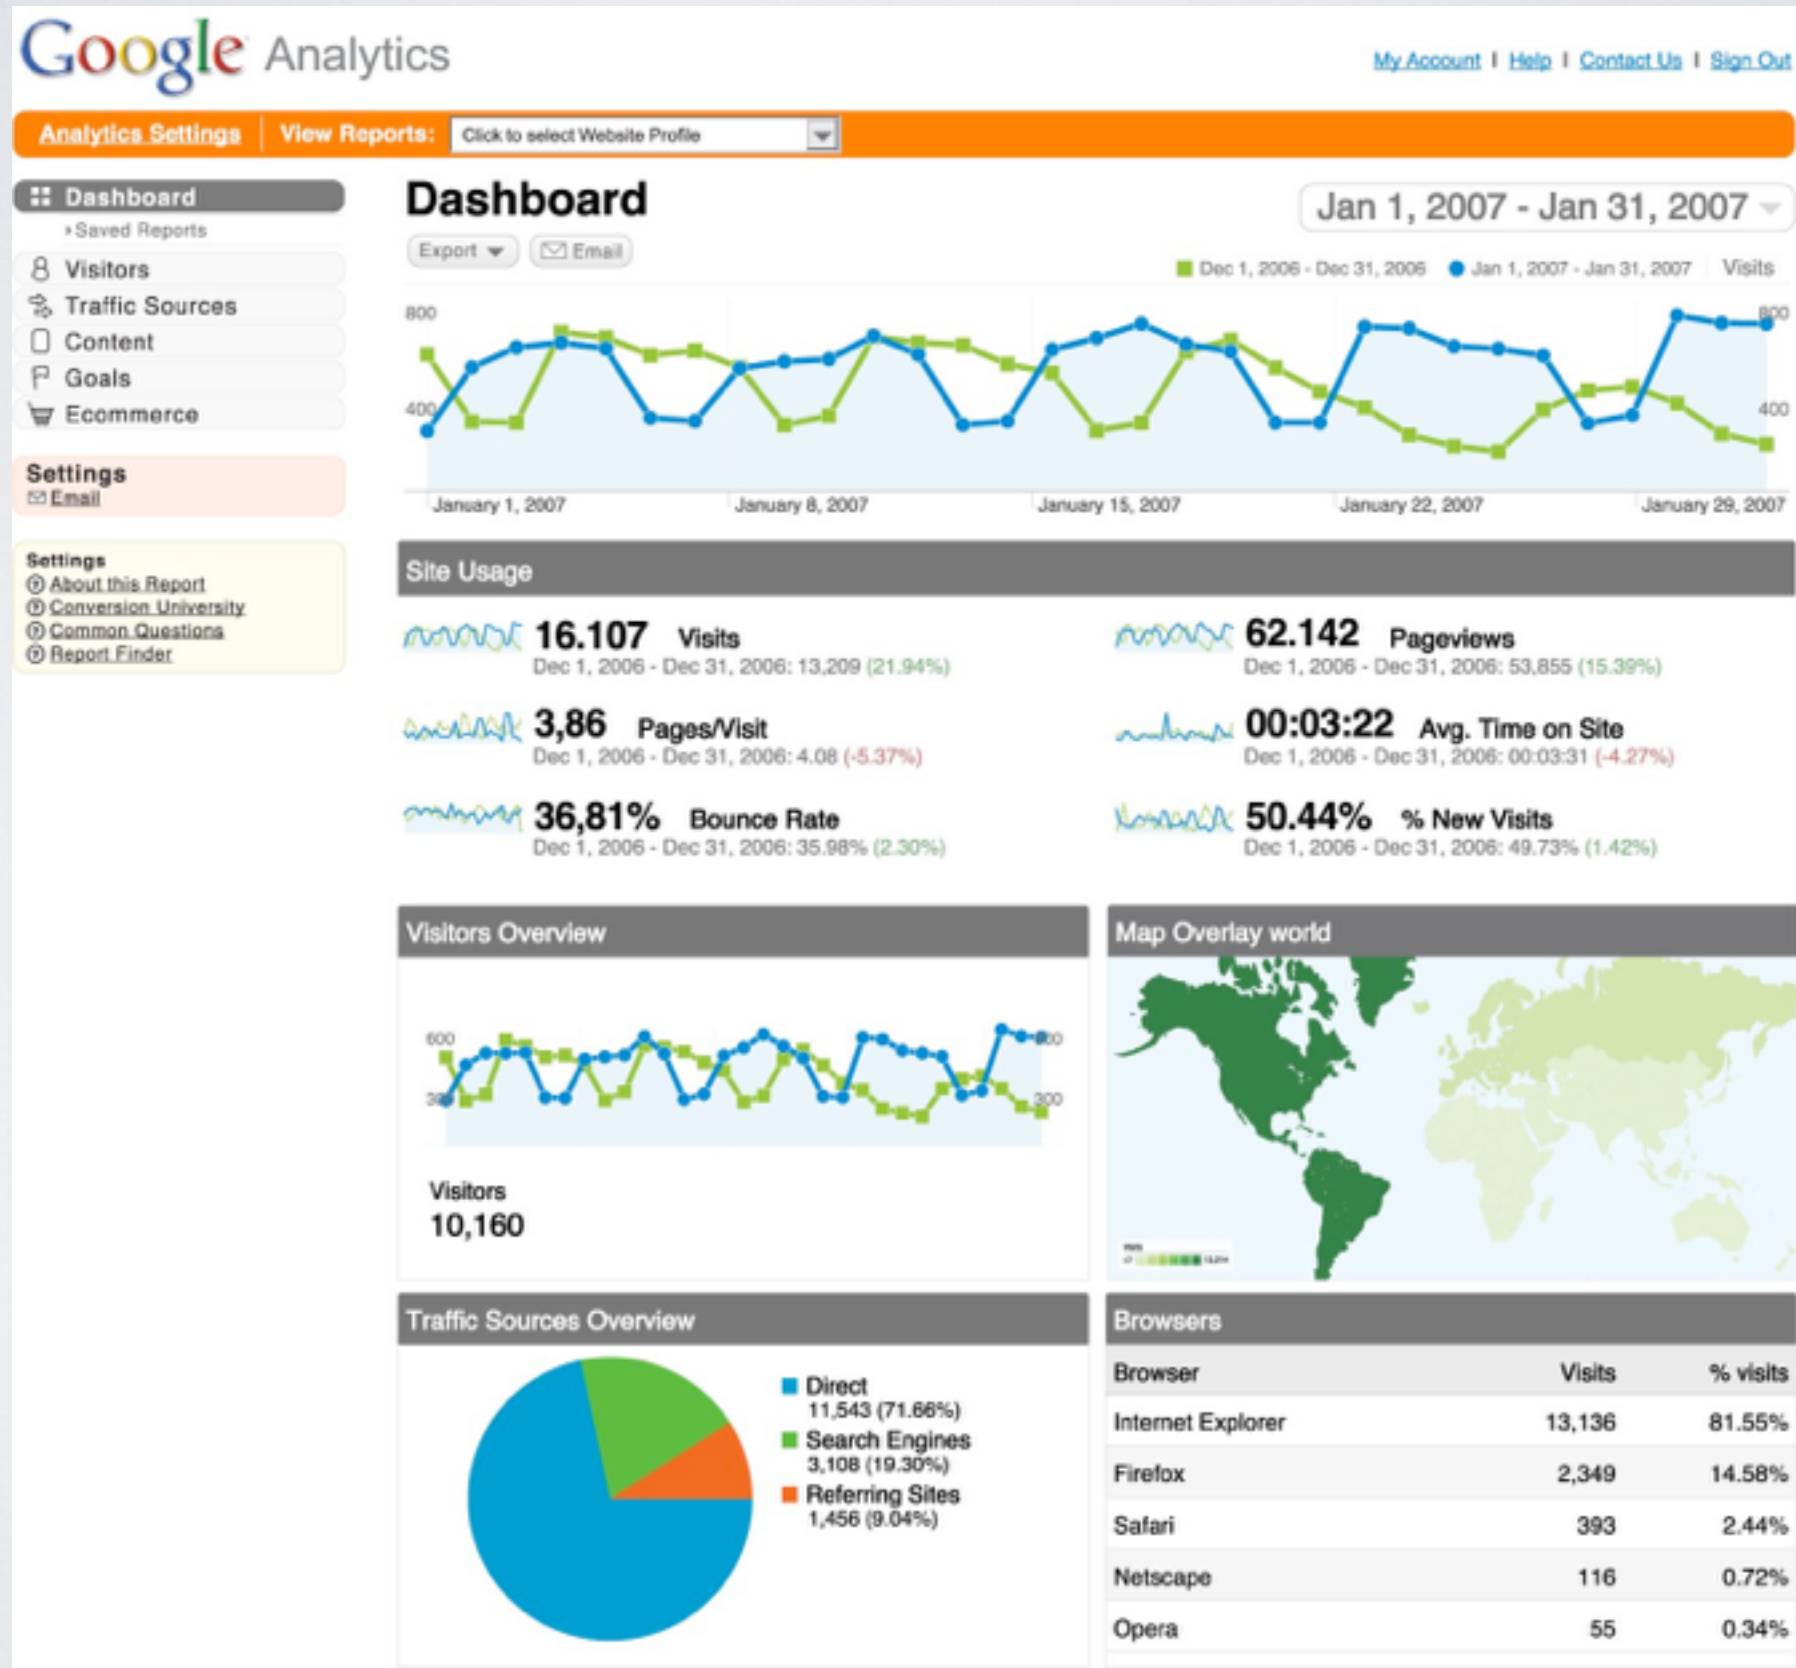 Google Analytics
My Account | Help | Contact Us | Sign Out
Analytics Settings | View Reports: Click to select Website Profile
Dashboard
Saved Reports
Visitors
Traffic Sources
Content
Goals
Ecommerce
Settings
Email
Settings
About this Report
Conversion University
Common Questions
Report Finder
Dashboard
Jan 1, 2007 - Jan 31, 2007
Export Email
Dec 1, 2006 - Dec 31, 2006 Jan 1, 2007 - Jan 31, 2007 Visits
800 800
400 400
January 1, 2007 January 8, 2007 January 15, 2007 January 22, 2007 January 29, 2007
Site Usage
16.107 Visits
Dec 1, 2006 - Dec 31, 2006: 13,209 (21.94%)
62.142 Pageviews
Dec 1, 2006 - Dec 31, 2006: 53,855 (15.39%)
3,86 Pages/Visit
Dec 1, 2006 - Dec 31, 2006: 4.08 (-5.37%)
00:03:22 Avg. Time on Site
Dec 1, 2006 - Dec 31, 2006: 00:03:31 (-4.27%)
36,81% Bounce Rate
Dec 1, 2006 - Dec 31, 2006: 35.98% (2.30%)
50.44% % New Visits
Dec 1, 2006 - Dec 31, 2006: 49.73% (1.42%)
Visitors Overview
600 600
300 300
Visitors
10,160
Map Overlay world
Traffic Sources Overview
Direct
11,543 (71.66%)
Search Engines
3,108 (19.30%)
Referring Sites
1,456 (9.04%)
Browsers
Browser Visits % visits
Internet Explorer 13,136 81.55%
Firefox 2,349 14.58%
Safari 393 2.44%
Netscape 116 0.72%
Opera 55 0.34%